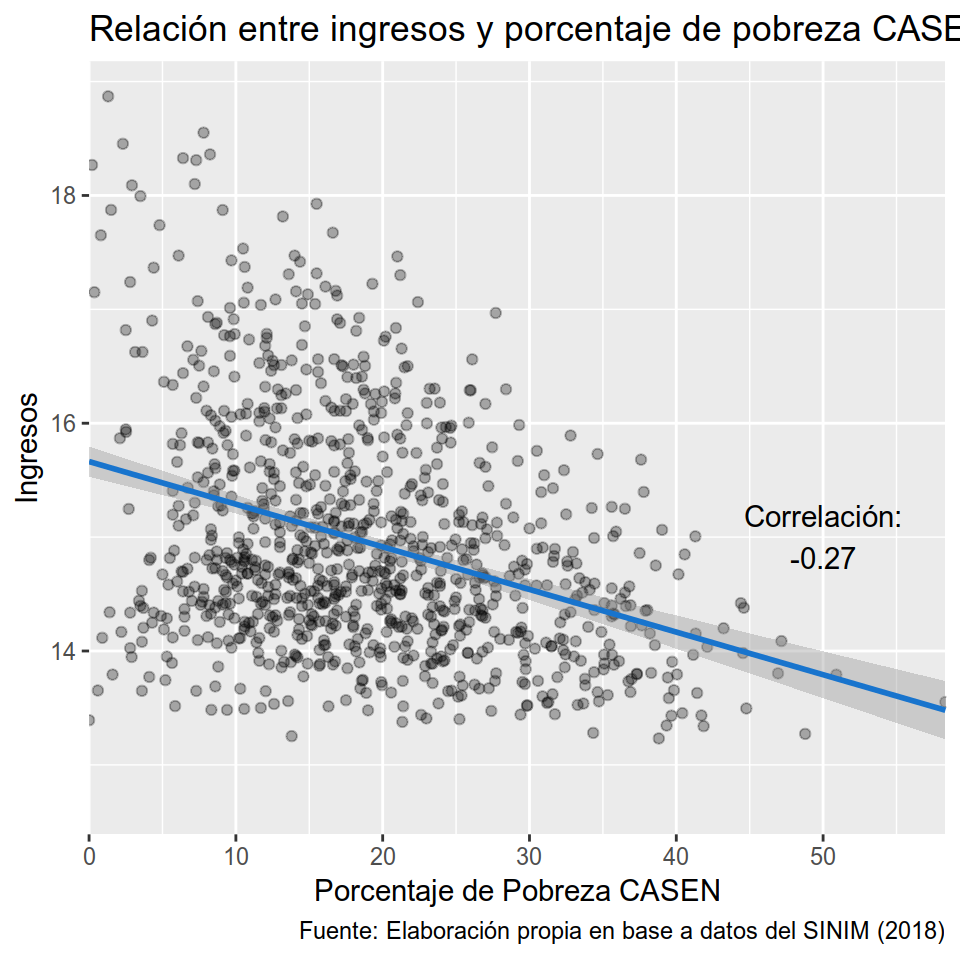 Relación entre ingresos y porcentaje de pobreza CASE
18
16
14
Ingresos
Correlación:
-0.27
0 10 20 30 40 50
Porcentaje de Pobreza CASEN
Fuente: Elaboración propia en base a datos del SINIM (2018)